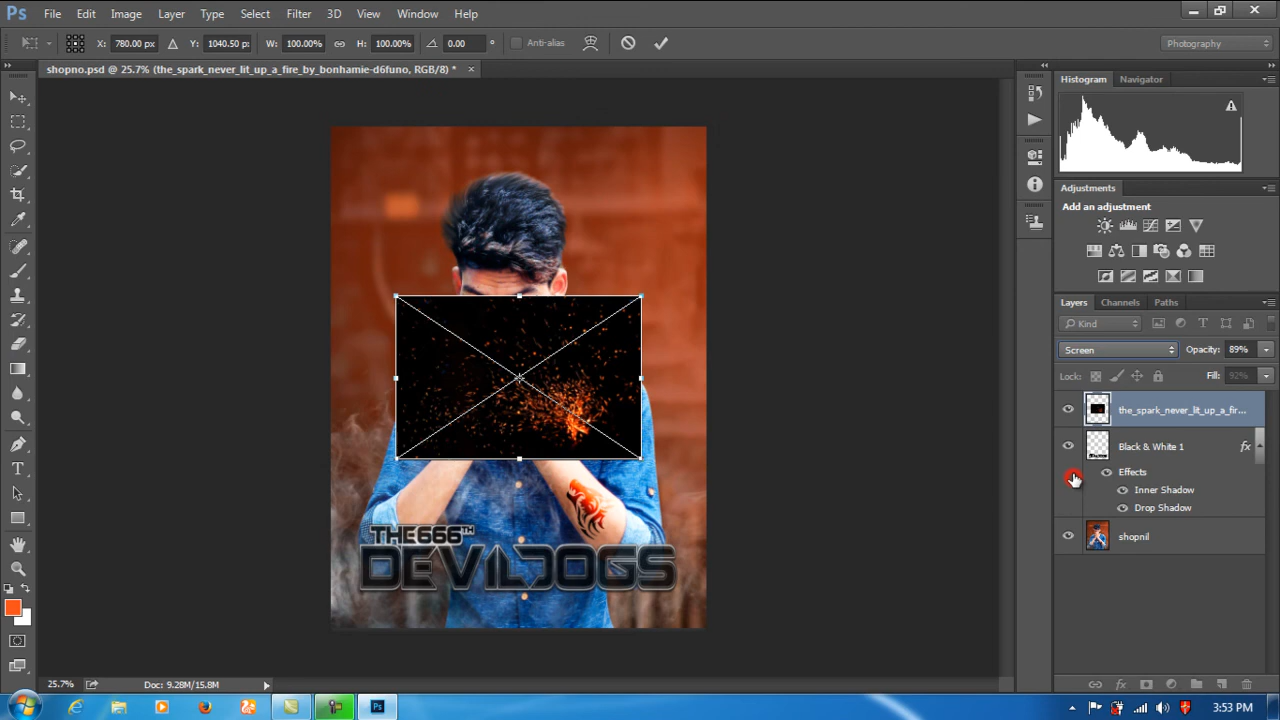 Ps File Edit Image Layer Type Select Filter 3D View Window Help
X: 780.00 px Y: 1040.50 p: W: 100.00% H: 100.00% 0.00 ° Anti-alias Photography
shopno.psd @ 25.7% (the_spark_never_lit_up_a_fire_by_bonhamie-d6funo, RGB/8) * ×
Histogram Navigator
Adjustments
Add an adjustment
Layers Channels Paths
Kind
Screen Opacity: 89%
Lock: Fill: 92%
the_spark_never_lit_up_a_fir...
Black & White 1 fx
Effects
Inner Shadow
Drop Shadow
shopnil
THE666TH
DEVILDOGS
25.7% Doc: 9.28M/15.8M
Ps 3:53 PM